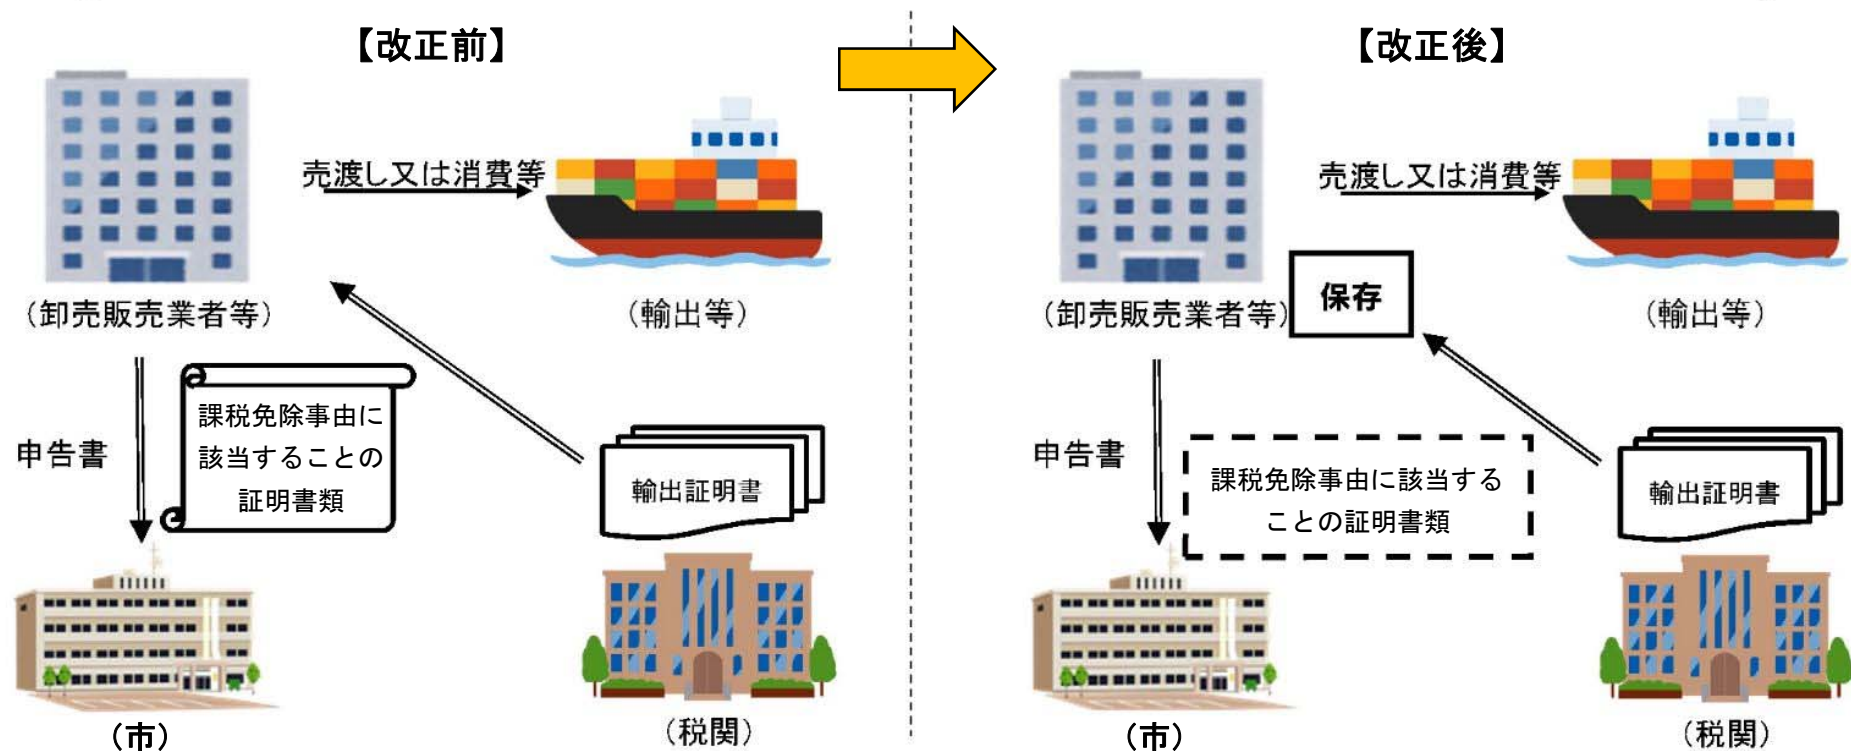 【改正前】
売渡し又は消費等
(卸売販売業者等)
(輸出等)
申告書
課税免除事由に
該当することの
証明書類
輸出証明書
(市)
(税関)
【改正後】
売渡し又は消費等
(卸売販売業者等)
保存
(輸出等)
申告書
課税免除事由に該当する
ことの証明書類
輸出証明書
(市)
(税関)